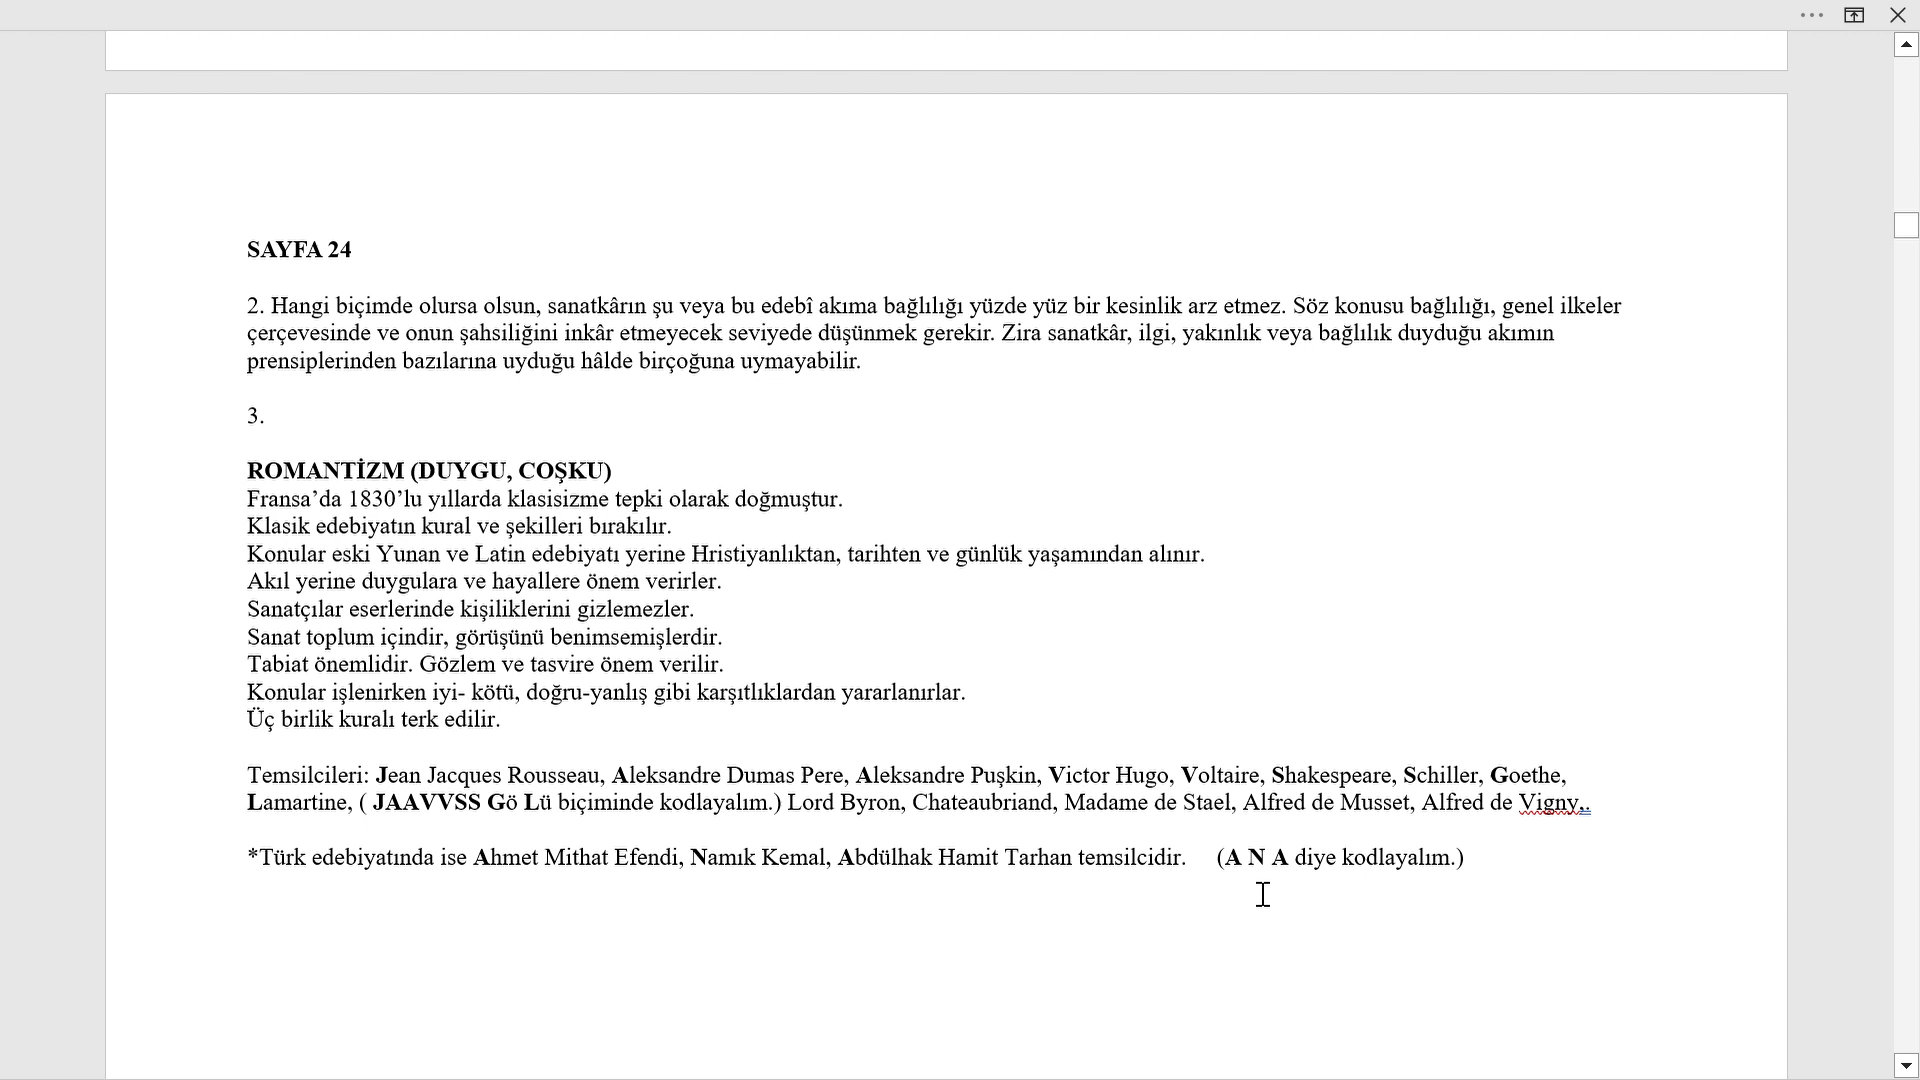 SAYFA 24
2. Hangi biçimde olursa olsun, sanatkârın şu veya bu edebî akıma bağlılığı yüzde yüz bir kesinlik arz etmez. Söz konusu bağlılığı, genel ilkeler
çerçevesinde ve onun şahsiliğini inkâr etmeyecek seviyede düşünmek gerekir. Zira sanatkâr, ilgi, yakınlık veya bağlılık duyduğu akımın
prensiplerinden bazılarına uyduğu hâlde birçoğuna uymayabilir.
3.
ROMANTİZM (DUYGU, COŞKU)
Fransa’da 1830’lu yıllarda klasisizme tepki olarak doğmuştur.
Klasik edebiyatın kural ve şekilleri bırakılır.
Konular eski Yunan ve Latin edebiyatı yerine Hristiyanlıktan, tarihten ve günlük yaşamından alınır.
Akıl yerine duygulara ve hayallere önem verirler.
Sanatçılar eserlerinde kişiliklerini gizlemezler.
Sanat toplum içindir, görüşünü benimsemişlerdir.
Tabiat önemlidir. Gözlem ve tasvire önem verilir.
Konular işlenirken iyi- kötü, doğru-yanlış gibi karşıtlıklardan yararlanırlar.
Üç birlik kuralı terk edilir.
Temsilcileri: Jean Jacques Rousseau, Aleksandre Dumas Pere, Aleksandre Puşkin, Victor Hugo, Voltaire, Shakespeare, Schiller, Goethe,
Lamartine, ( JAAVVSS Gö Lü biçiminde kodlayalım.) Lord Byron, Chateaubriand, Madame de Stael, Alfred de Musset, Alfred de Vigny,.
*Türk edebiyatında ise Ahmet Mithat Efendi, Namık Kemal, Abdülhak Hamit Tarhan temsilcidir. (A N A diye kodlayalım.)